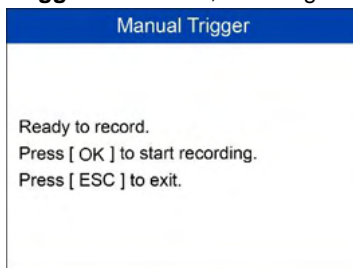 Manual Trigger
Ready to record.
Press [ OK ] to start recording.
Press [ ESC ] to exit.